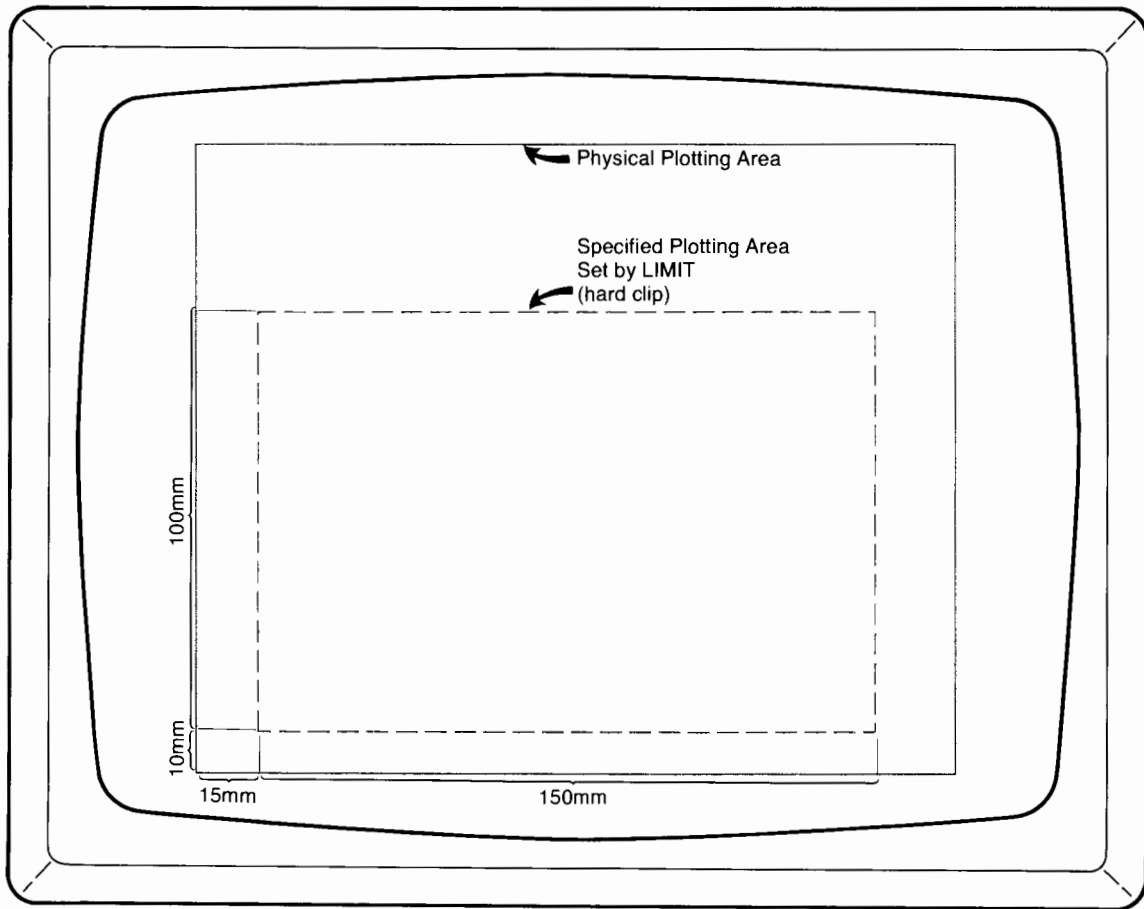 Physical Plotting Area
Specified Plotting Area
Set by LIMIT
(hard clip)
100mm
10mm
15mm
150mm